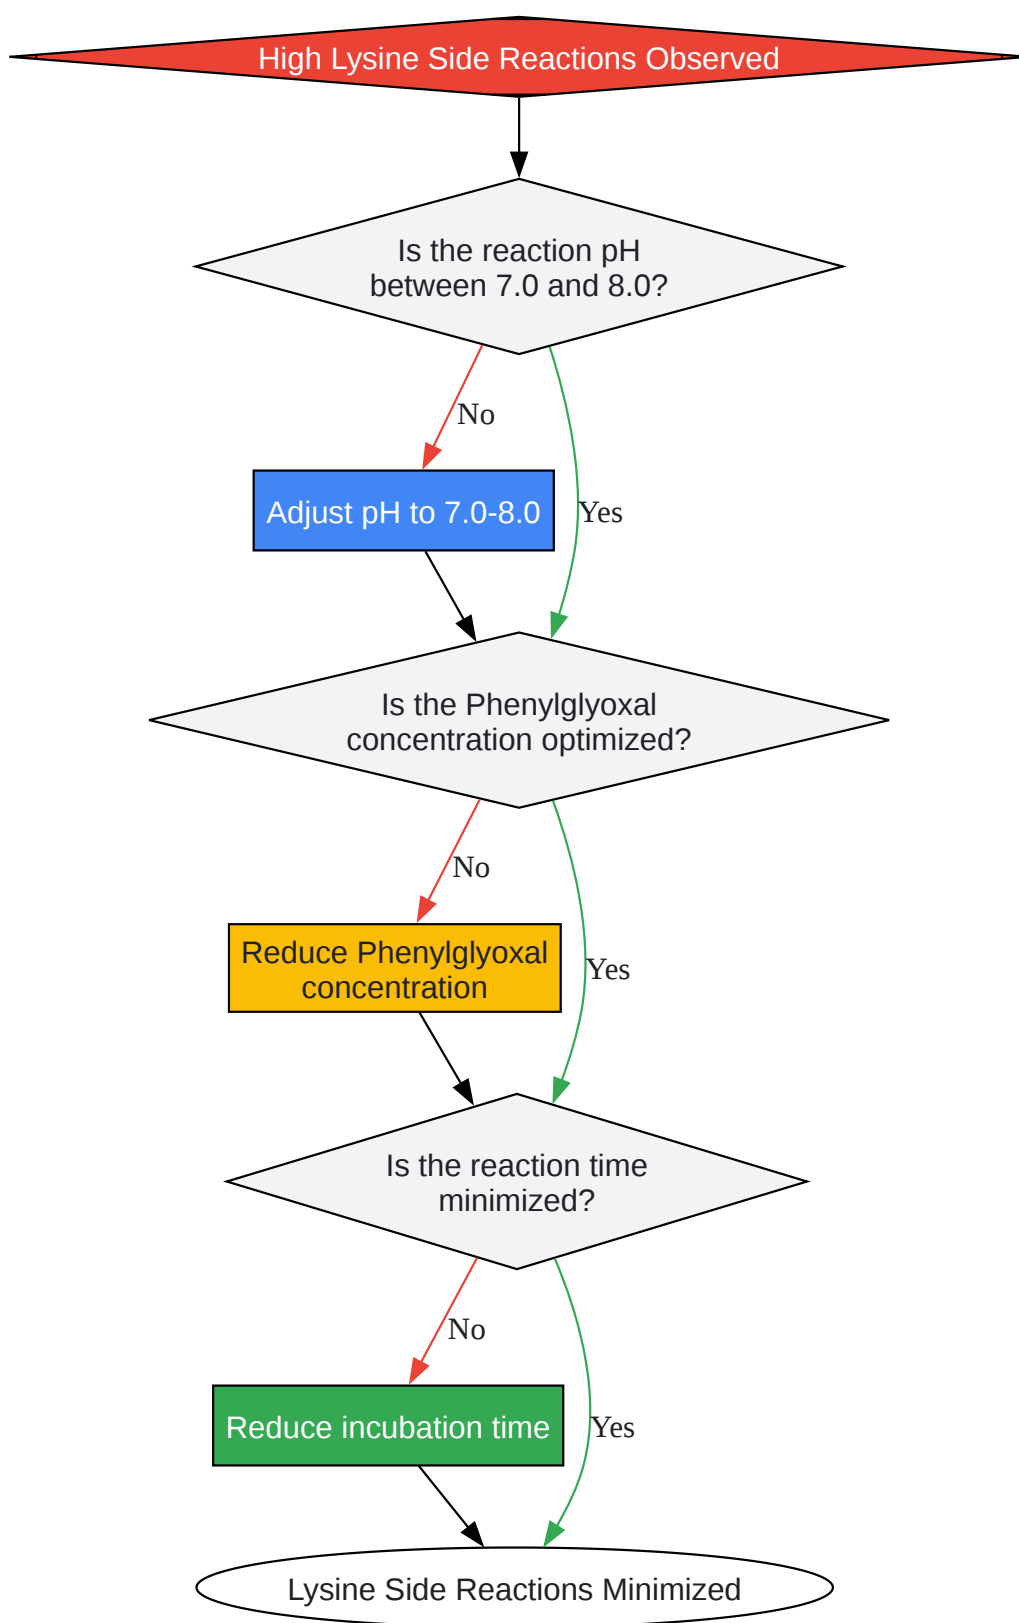 High Lysine Side Reactions Observed
Is the reaction pH
between 7.0 and 8.0?
No
Adjust pH to 7.0-8.0
Yes
Is the Phenylglyoxal
concentration optimized?
No
Reduce Phenylglyoxal
concentration
Yes
Is the reaction time
minimized?
No
Reduce incubation time
Yes
Lysine Side Reactions Minimized